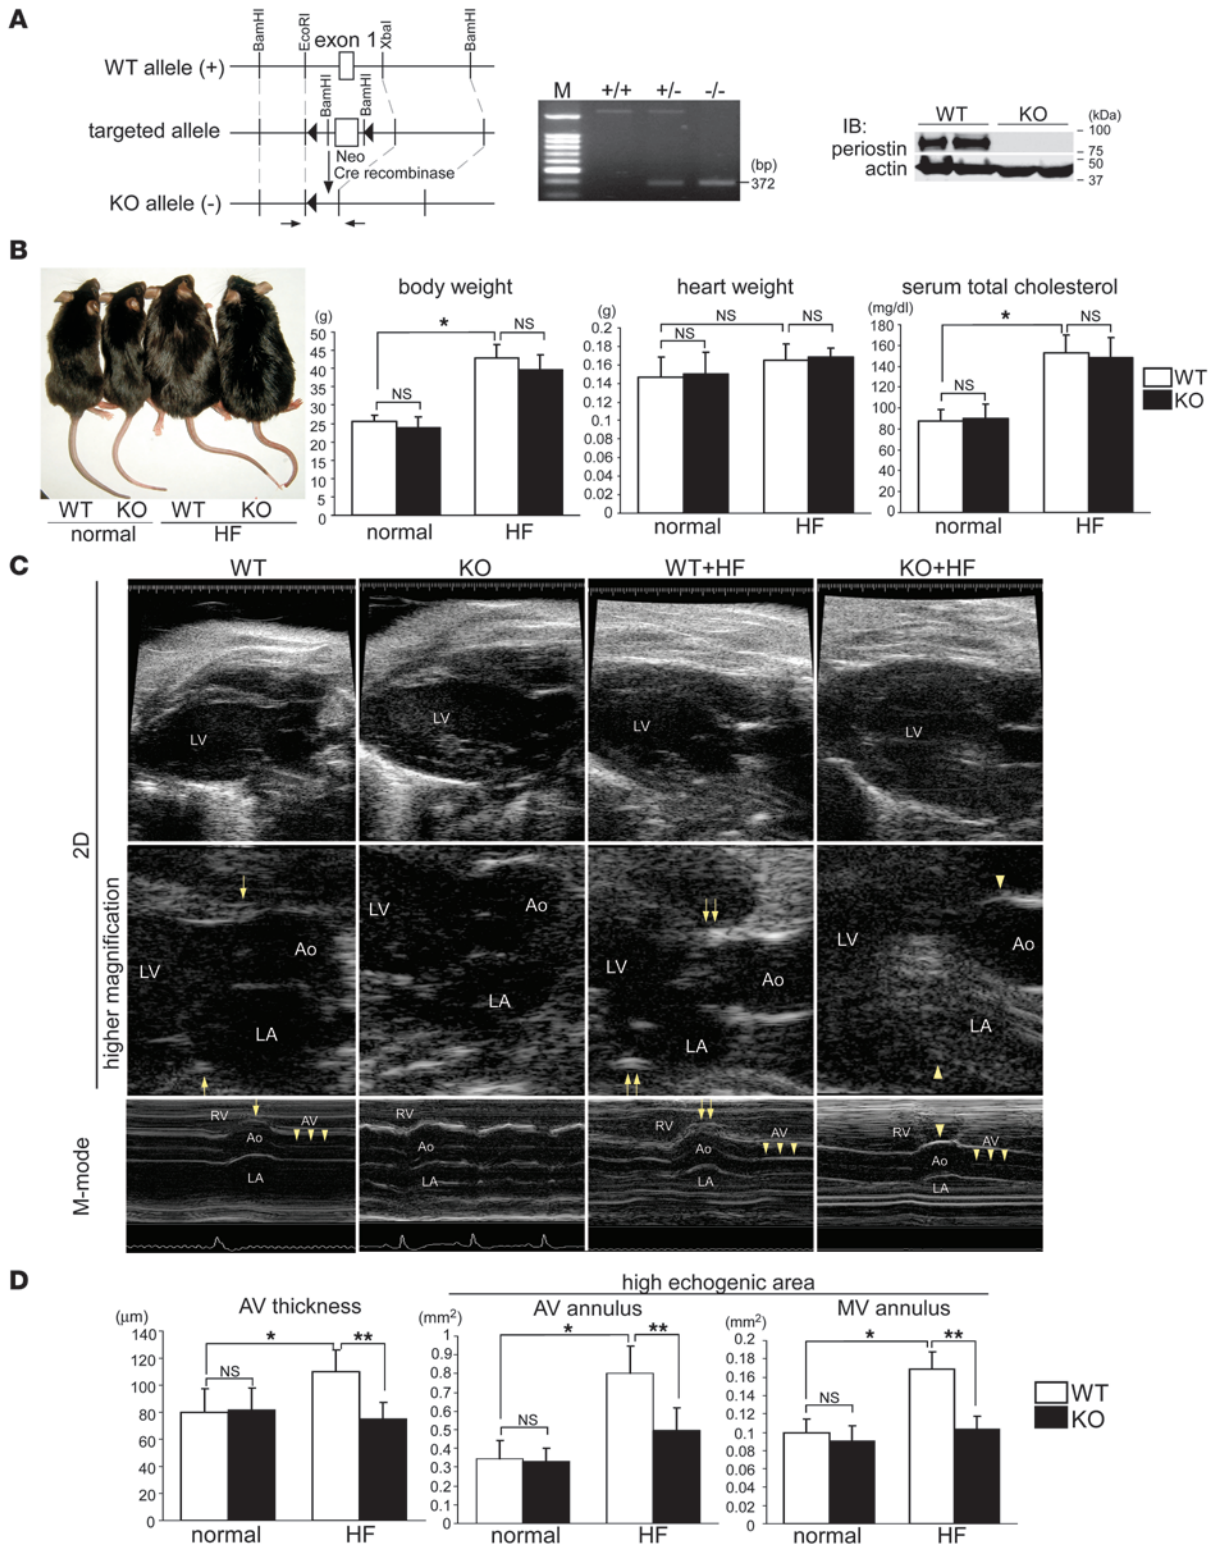 A
BamHI
EcoRI
exon 1
XbaI
BamHI
WT allele (+)
BamHI
BamHI
targeted allele
Neo
Cre recombinase
KO allele (-)
M +/+ +/- -/-
(bp)
372
IB:
periostin
actin
WT KO
(kDa)
100
75
50
37
B
WT KO WT KO
normal HF
body weight
(g)
50
45
40
35
30
25
20
15
10
5
0
* NS
NS
normal HF
heart weight
(g)
0.2
0.18
0.16
0.14
0.12
0.1
0.08
0.06
0.04
0.02
0
NS NS
NS
normal HF
serum total cholesterol
(mg/dl)
180
160
140
120
100
80
60
40
20
0
* NS
NS
normal HF
WT
KO
C
WT KO WT+HF KO+HF
2D
LV LV LV LV
higher magnification
LV Ao LA
LV Ao LA
LV Ao LA
LV Ao LA
M-mode
RV AV Ao LA
RV Ao LA
RV AV Ao LA
RV AV Ao LA
D
high echogenic area
AV thickness
(μm)
140
120
100
80
60
40
20
0
* **
NS
normal HF
AV annulus
(mm²)
1
0.9
0.8
0.7
0.6
0.5
0.4
0.3
0.2
0.1
0
* **
NS
normal HF
MV annulus
(mm²)
0.2
0.18
0.16
0.14
0.12
0.1
0.08
0.06
0.04
0.02
0
* **
NS
normal HF
WT
KO